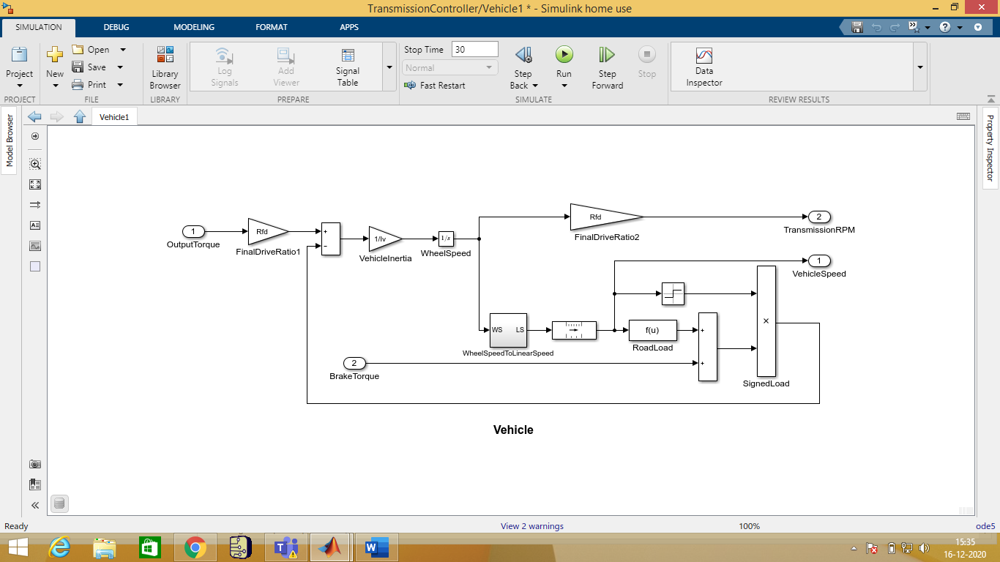 TransmissionController/Vehicle1 * - Simulink home use
SIMULATION DEBUG MODELING FORMAT APPS
Project
New
Open
Save
Print
Library
Browser
Log
Signals
Add
Viewer
Signal
Table
Stop Time 30
Normal
Fast Restart
Step
Back
Run
Step
Forward
Stop
Data
Inspector
PROJECT FILE LIBRARY PREPARE SIMULATE REVIEW RESULTS
Vehicle1
Model Browser
Property Inspector
1
OutputTorque
Rfd
FinalDriveRatio1
+
−
1/Iv
VehicleInertia
1/s
WheelSpeed
Rfd
FinalDriveRatio2
2
TransmissionRPM
1
VehicleSpeed
WS LS
WheelSpeedToLinearSpeed
f(u)
RoadLoad
+
+
×
SignedLoad
2
BrakeTorque
Vehicle
Ready
View 2 warnings
100%
ode5
15:35
16-12-2020